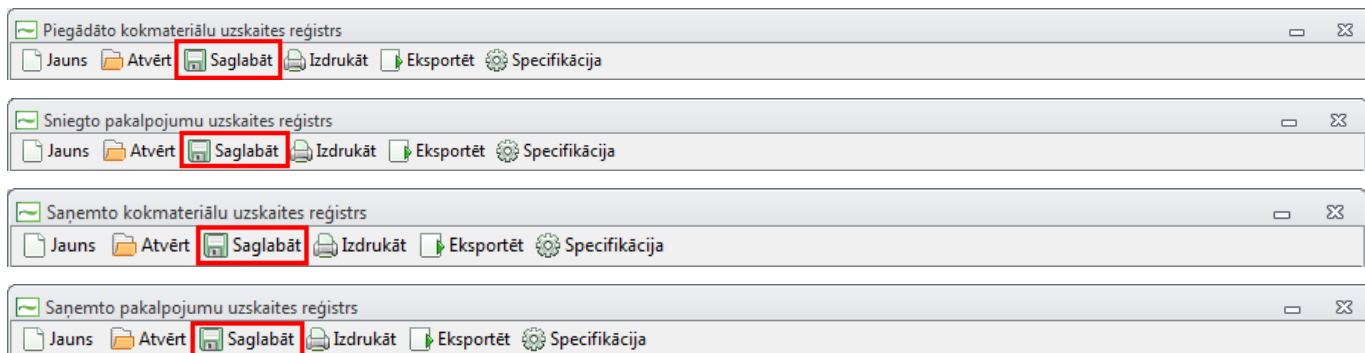 Piegādāto kokmateriālu uzskaites reģistrs
Jauns Atvērt Saglabāt Izdrukāt Eksportēt Specifikācija
Sniegto pakalpojumu uzskaites reģistrs
Jauns Atvērt Saglabāt Izdrukāt Eksportēt Specifikācija
Saņemto kokmateriālu uzskaites reģistrs
Jauns Atvērt Saglabāt Izdrukāt Eksportēt Specifikācija
Saņemto pakalpojumu uzskaites reģistrs
Jauns Atvērt Saglabāt Izdrukāt Eksportēt Specifikācija